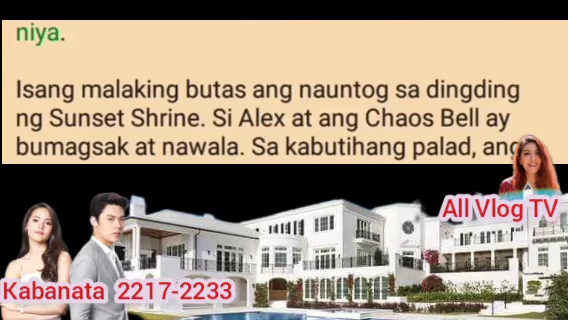 niya.
Isang malaking butas ang nauntog sa dingding
ng Sunset Shrine. Si Alex at ang Chaos Bell ay
bumagsak at nawala. Sa kabutihang palad, ang
All Vlog TV
Kabanata 2217-2233